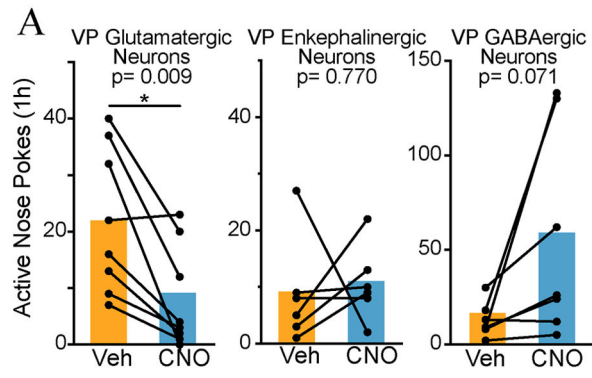 A
VP Glutamatergic
Neurons
p= 0.009
*
Active Nose Pokes (1h)
40
20
0
Veh CNO
VP Enkephalinergic
Neurons
p= 0.770
40
20
0
Veh CNO
VP GABAergic
Neurons
p= 0.071
150
100
50
0
Veh CNO